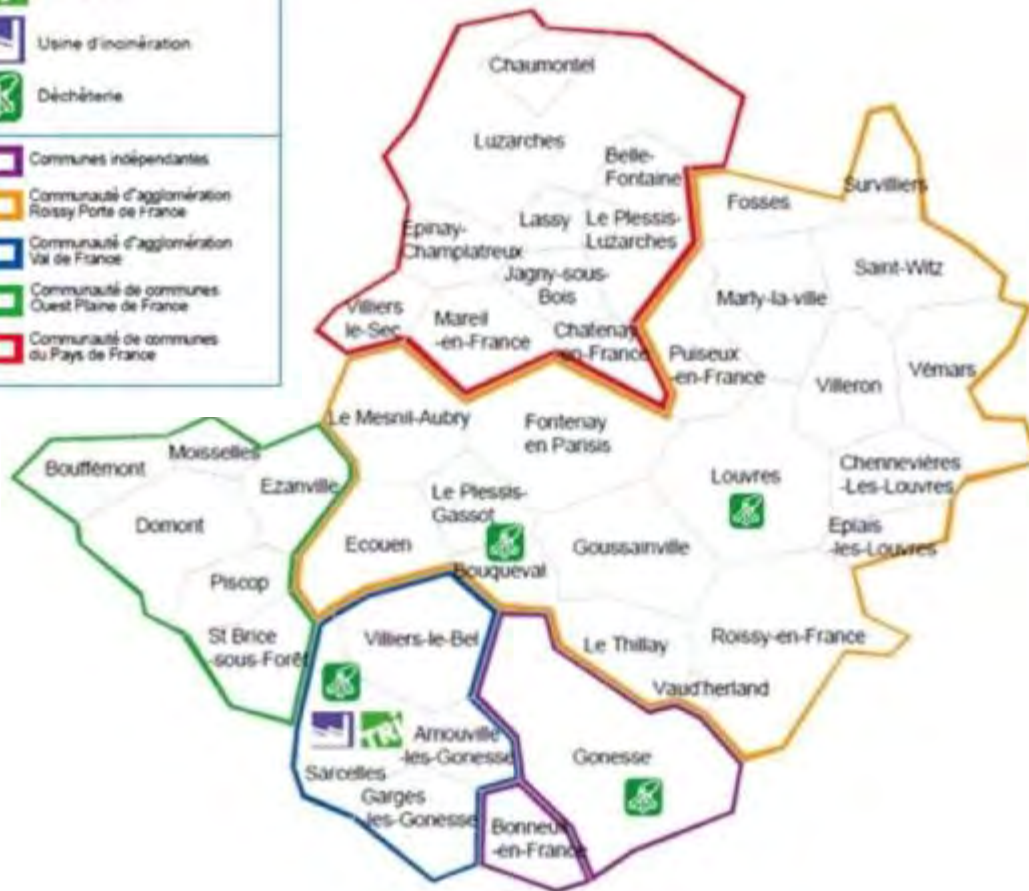 Usine d'incinération
Déchèterie
Communes indépendantes
Communauté d'agglomération
Roissy Porte de France
Communauté d'agglomération
Val de France
Communauté de communes
Ouest Plaine de France
Communauté de communes
du Pays de France
Chaumontel
Luzarches
Belle-
Fontaine
Survilliers
Fosses
Lassy
Le Plessis-
Luzarches
Epinay-
Champlatreux
Saint-Witz
Jagny-sous-
Bois
Marly-la-ville
Villiers
le-Sec
Mareil
-en-France
Chatenay
-en-France
Puiseux
-en-France
Villeron
Vémars
Le Mesnil-Aubry
Fontenay
en Parisis
Moisselles
Bouffémont
Ezanville
Louvres
Chennevières
-Les-Louvres
Le Plessis-
Gassot
Domont
Ecouen
Goussainville
Epiais
-les-Louvres
Bouqueval
Piscop
St Brice
-sous-Forêt
Villiers-le-Bel
Le Thillay
Roissy-en-France
Vaud'herland
TRI
Arnouville
-les-Gonesse
Gonesse
Sarcelles
Garges
-les-Gonesse
Bonneuil
-en-France